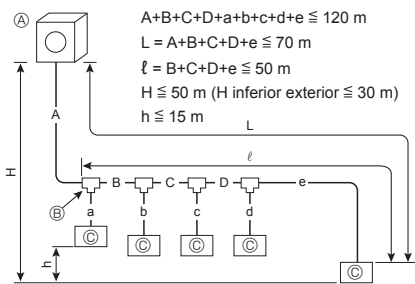 Ⓐ
A+B+C+D+a+b+c+d+e ≦ 120 m
L = A+B+C+D+e ≦ 70 m
ℓ = B+C+D+e ≦ 50 m
H ≦ 50 m (H inferior exterior ≦ 30 m)
h ≦ 15 m
A
L
H
ℓ
B C D e
Ⓑ
a b c d
Ⓒ Ⓒ Ⓒ Ⓒ
h
Ⓒ